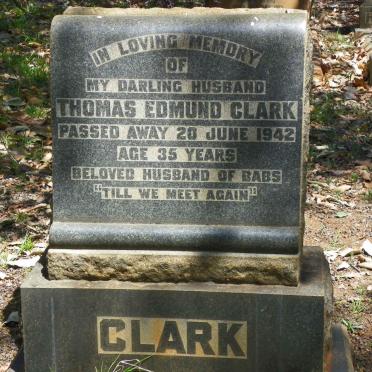 IN LOVING MEMORY
OF
MY DARLING HUSBAND
THOMAS EDMUND CLARK
PASSED AWAY 20 JUNE 1942
AGE 35 YEARS
BELOVED HUSBAND OF BABS
"TILL WE MEET AGAIN"
CLARK